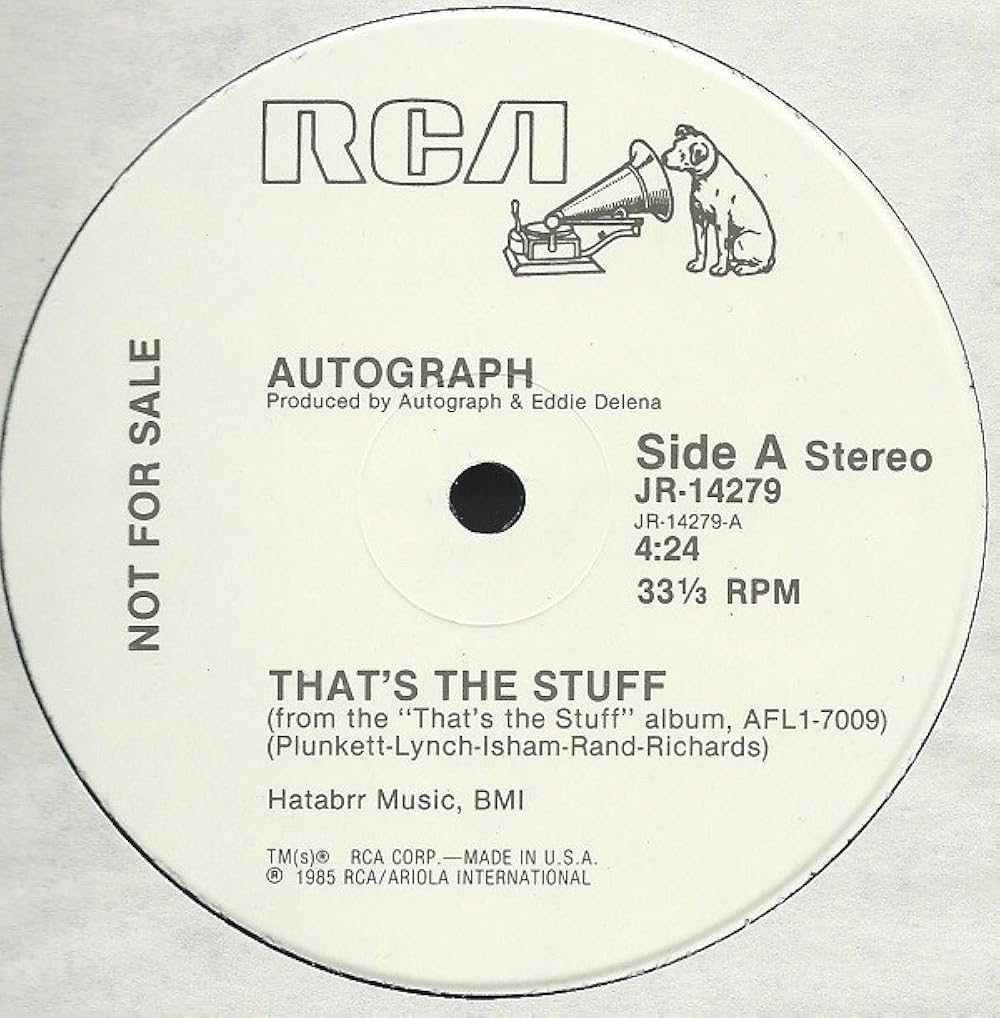 RCA
NOT FOR SALE
AUTOGRAPH
Produced by Autograph & Eddie Delena
Side A Stereo
JR-14279
JR-14279-A
4:24
33⅓ RPM
THAT'S THE STUFF
(from the "That's the Stuff" album, AFL1-7009)
(Plunkett-Lynch-Isham-Rand-Richards)
Hatabrr Music, BMI
TM(s)® RCA CORP.—MADE IN U.S.A.
℗ 1985 RCA/ARIOLA INTERNATIONAL